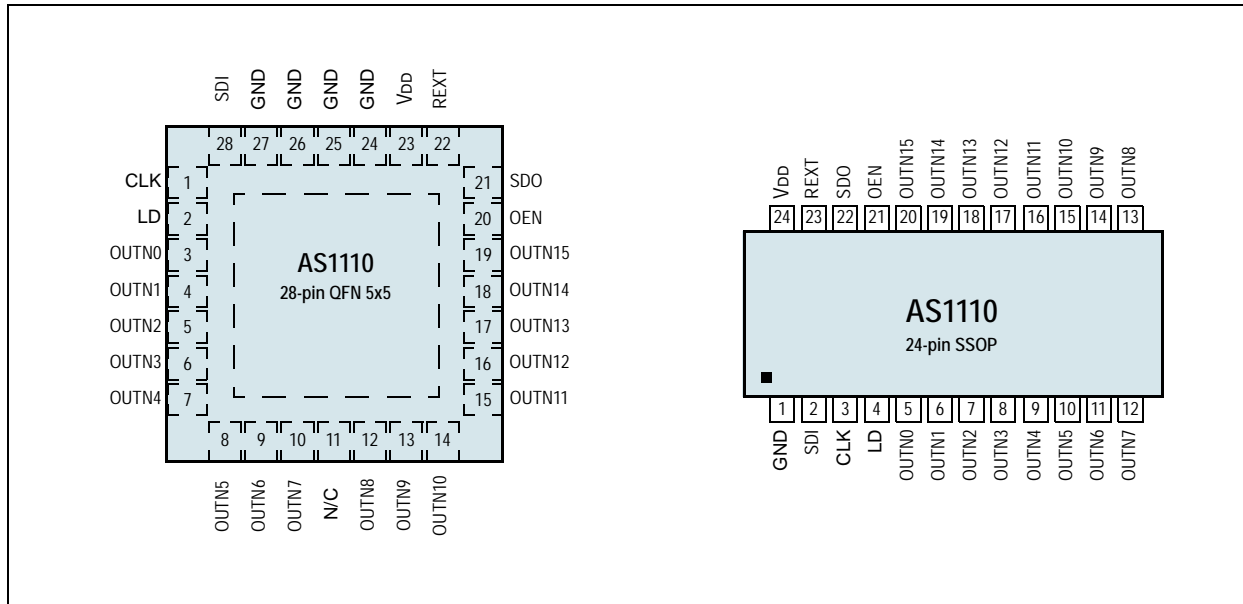 SDI GND GND GND GND VDD REXT
28 27 26 25 24 23 22
CLK 1
LD 2
OUTN0 3
OUTN1 4
OUTN2 5
OUTN3 6
OUTN4 7
AS1110
28-pin QFN 5x5
21 SDO
20 OEN
19 OUTN15
18 OUTN14
17 OUTN13
16 OUTN12
15 OUTN11
8 9 10 11 12 13 14
OUTN5 OUTN6 OUTN7 N/C OUTN8 OUTN9 OUTN10
VDD REXT SDO OEN OUTN15 OUTN14 OUTN13 OUTN12 OUTN11 OUTN10 OUTN9 OUTN8
24 23 22 21 20 19 18 17 16 15 14 13
AS1110
24-pin SSOP
1 2 3 4 5 6 7 8 9 10 11 12
GND SDI CLK LD OUTN0 OUTN1 OUTN2 OUTN3 OUTN4 OUTN5 OUTN6 OUTN7